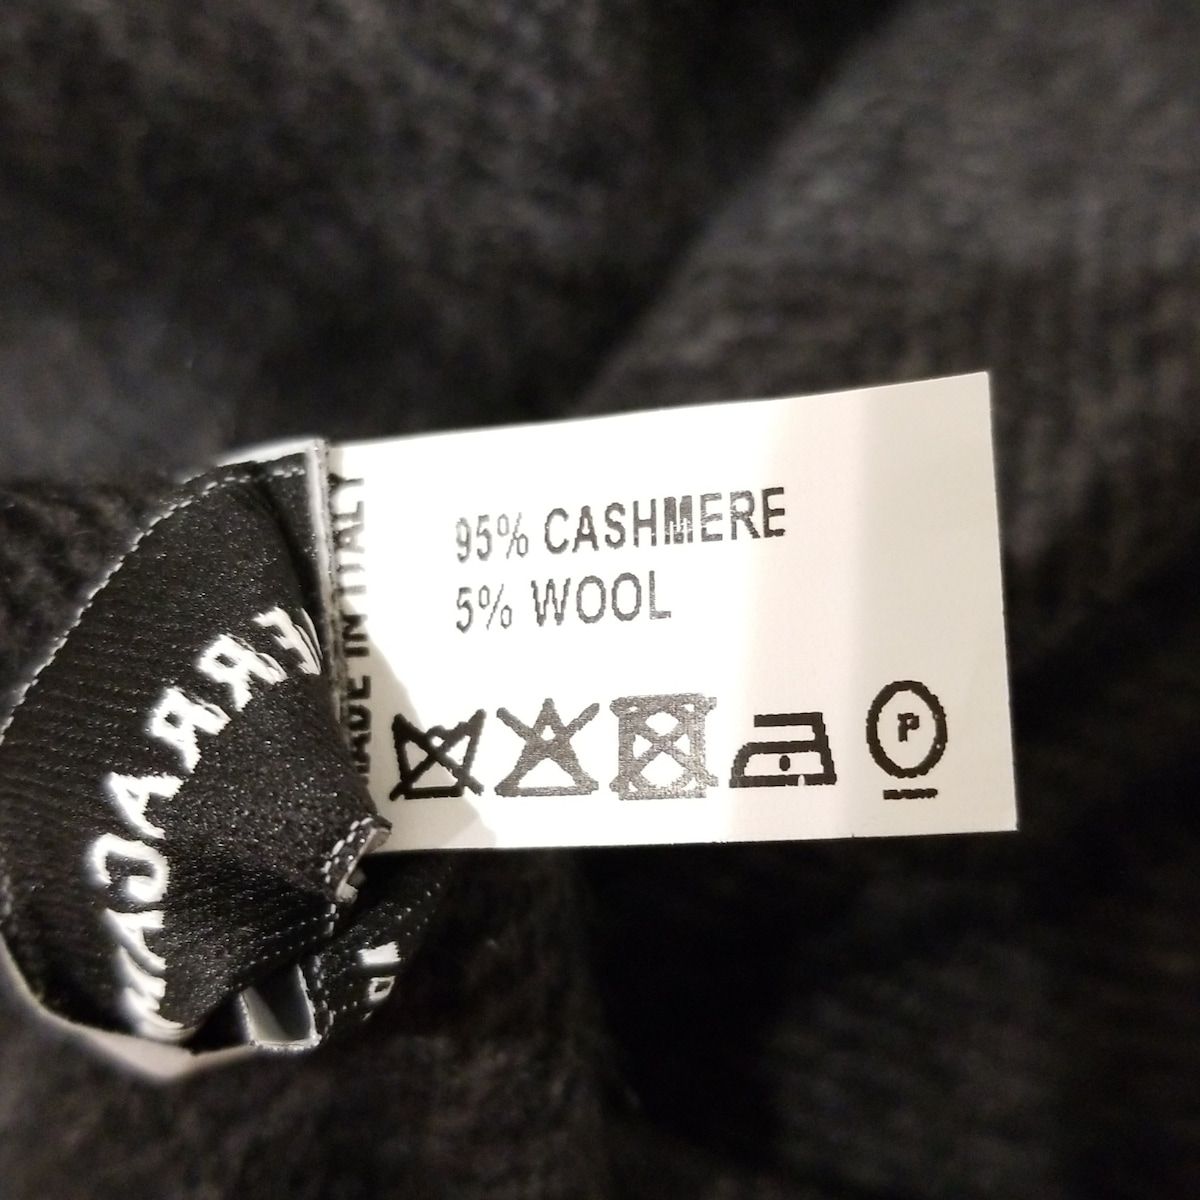 95% CASHMERE
5% WOOL
MADE IN ITALY
P